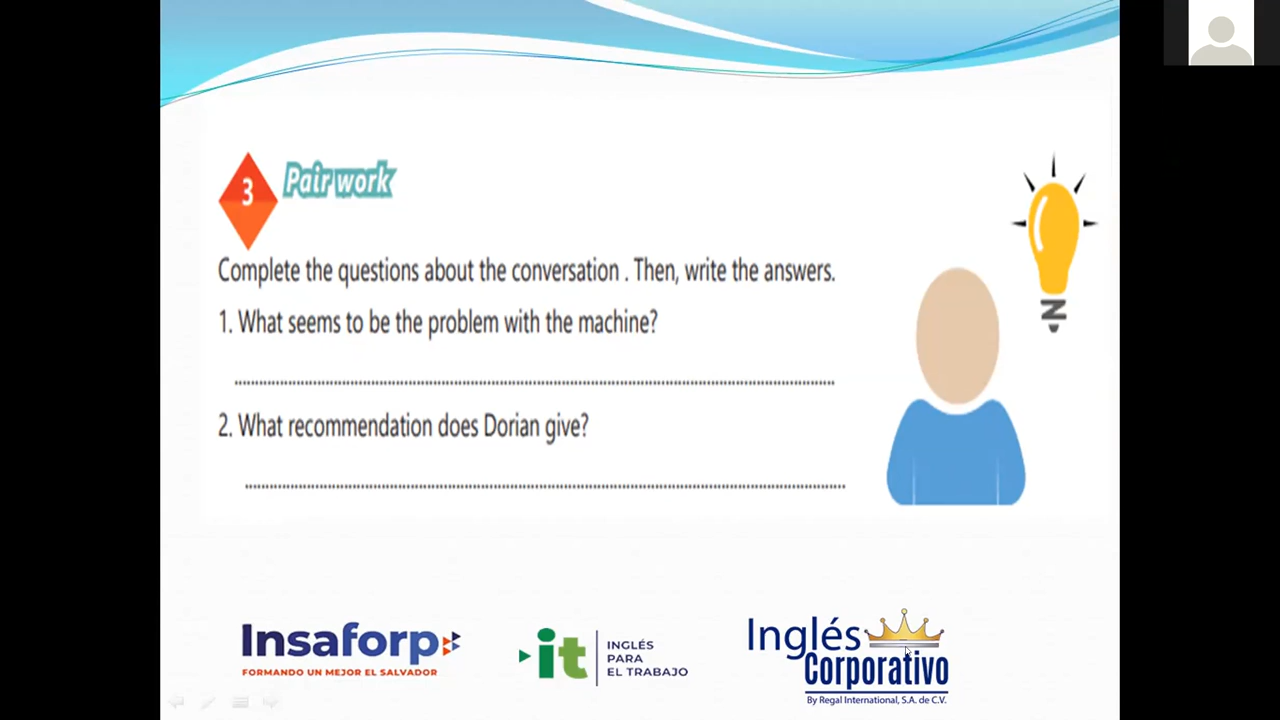 3
Pair work
Complete the questions about the conversation . Then, write the answers.
1. What seems to be the problem with the machine?
2. What recommendation does Dorian give?
Insaforp
FORMANDO UN MEJOR EL SALVADOR
it
INGLÉS
PARA
EL TRABAJO
Inglés
Corporativo
By Regal International, S.A. de C.V.